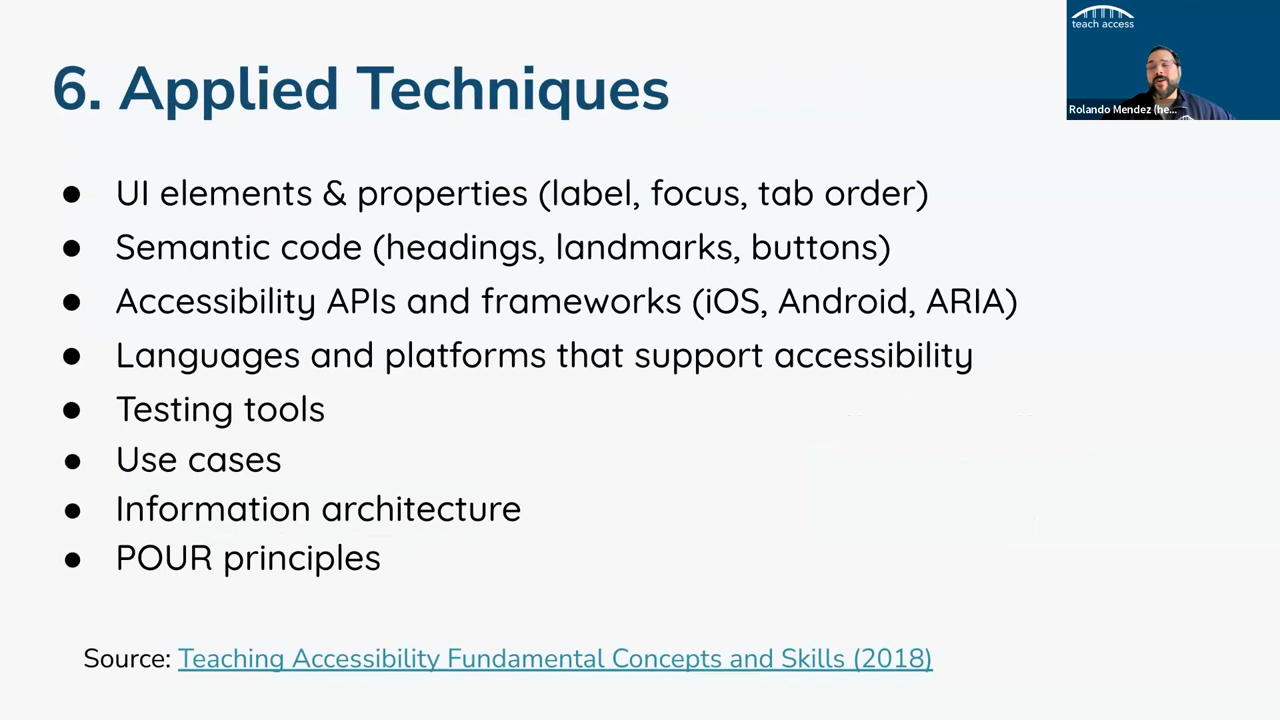 teach access
Rolando Mendez (he...
6. Applied Techniques
● UI elements & properties (label, focus, tab order)
● Semantic code (headings, landmarks, buttons)
● Accessibility APIs and frameworks (iOS, Android, ARIA)
● Languages and platforms that support accessibility
● Testing tools
● Use cases
● Information architecture
● POUR principles
Source: Teaching Accessibility Fundamental Concepts and Skills (2018)